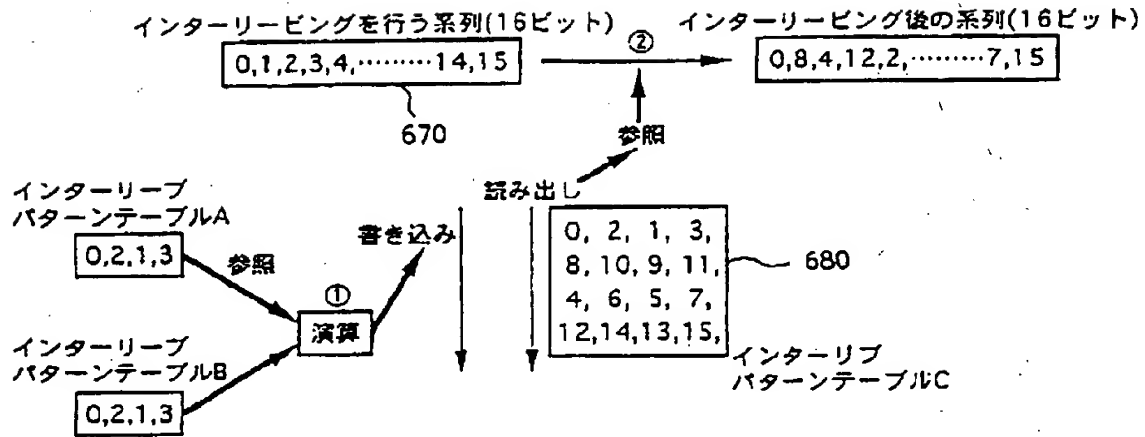 インターリービングを行う系列(16ビット)
インターリービング後の系列(16ビット)
0,1,2,3,4,………14,15
②
0,8,4,12,2,………7,15
670
参照
インターリーブ
パターンテーブルA
0,2,1,3
参照
書き込み
読み出し
0, 2, 1, 3,
8, 10, 9, 11,
4, 6, 5, 7,
12,14,13,15,
680
①
演算
インターリーブ
パターンテーブルB
0,2,1,3
インターリブ
パターンテーブルC